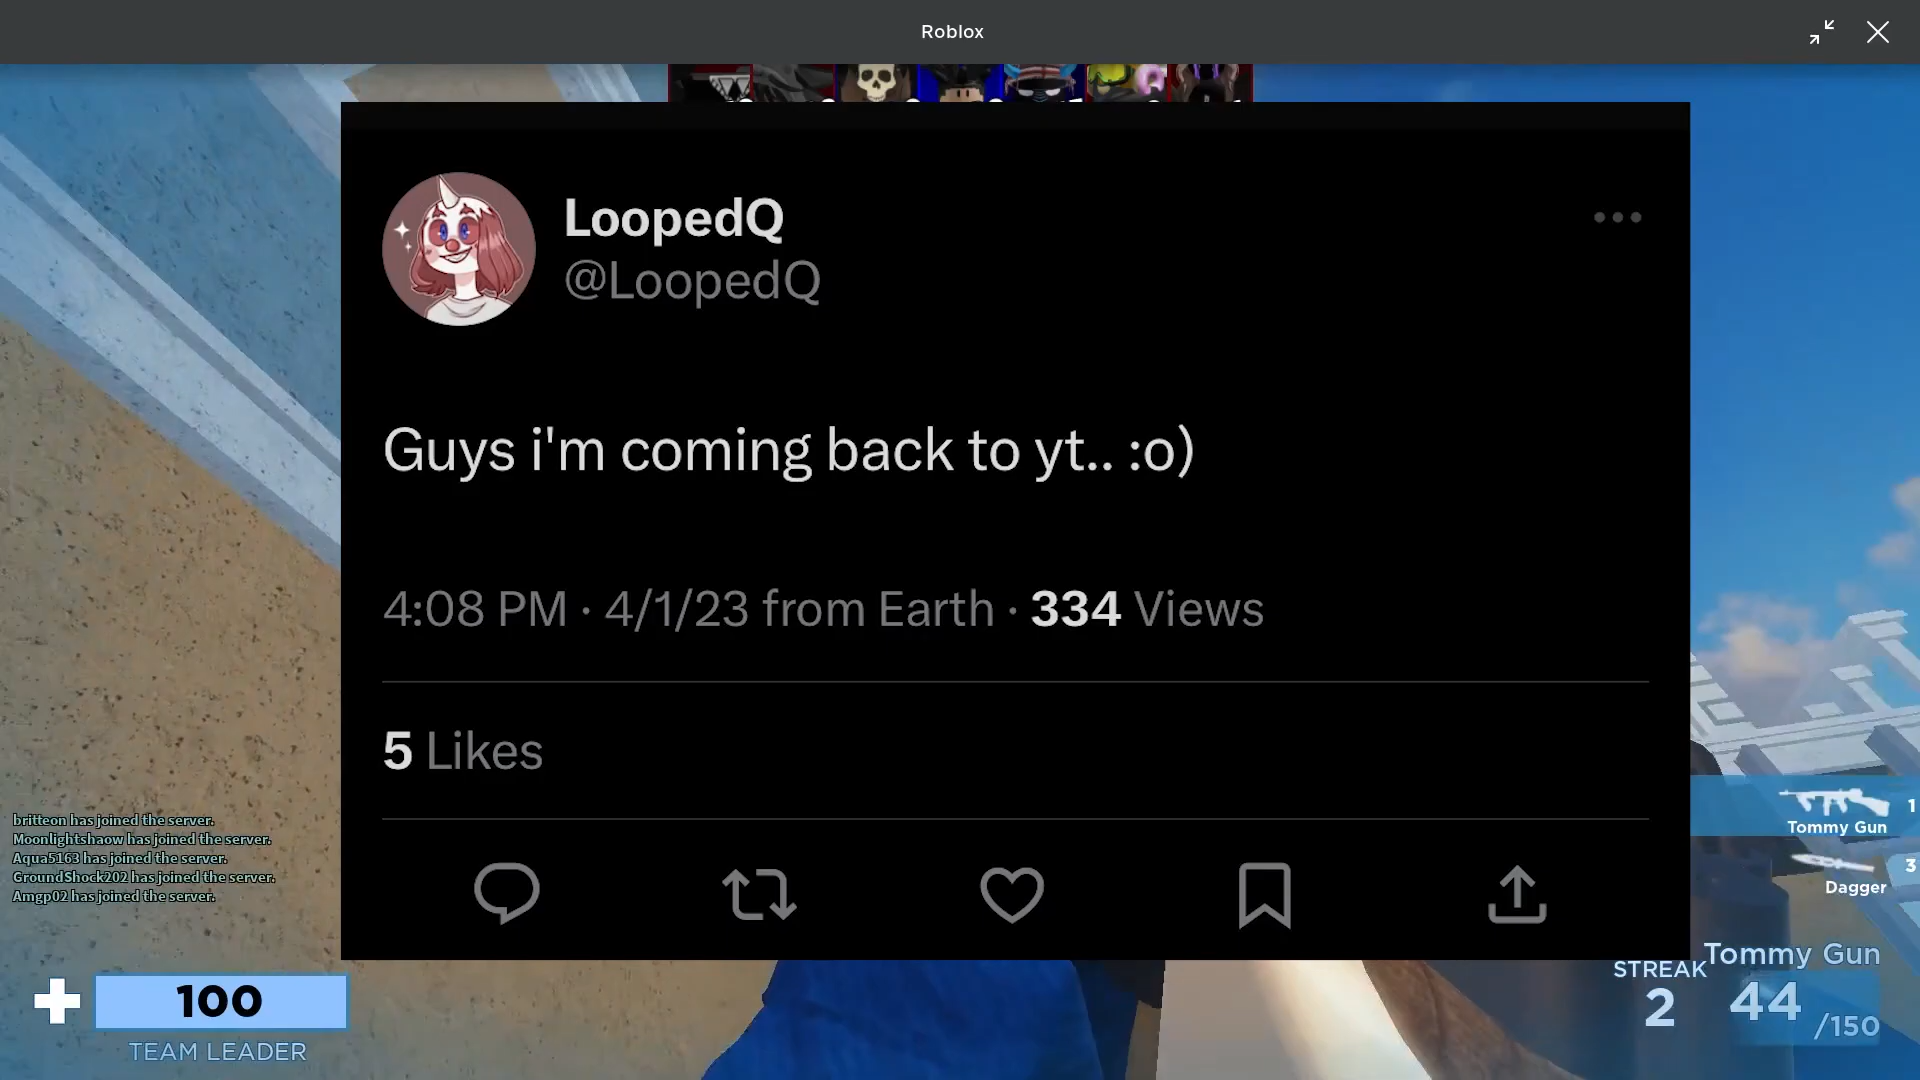 Roblox
LoopedQ
@LoopedQ
Guys i'm coming back to yt.. :o)
4:08 PM · 4/1/23 from Earth · 334 Views
5 Likes
britteon has joined the server.
Moonlightshaow has joined the server.
Aqua5163 has joined the server.
GroundShock202 has joined the server.
Amgp02 has joined the server.
1
Tommy Gun
3
Dagger
100
TEAM LEADER
Tommy Gun
STREAK
2
44
/150